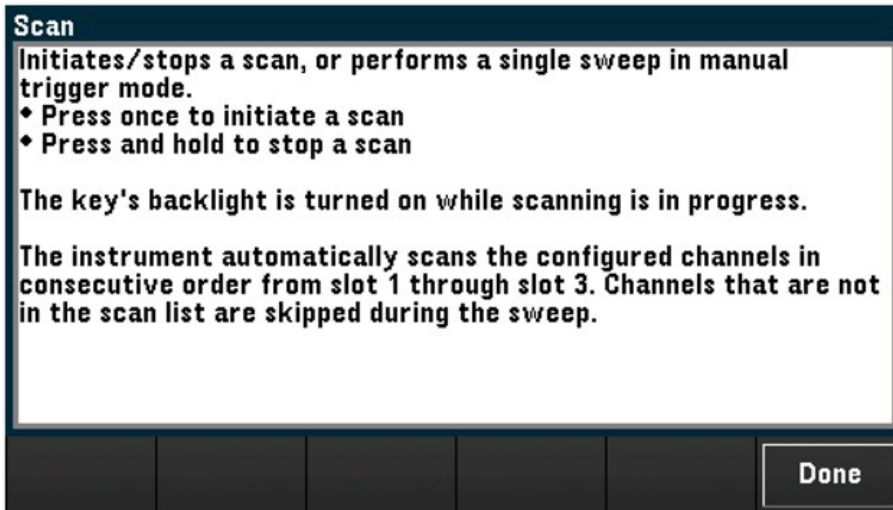 Scan
Initiates/stops a scan, or performs a single sweep in manual
trigger mode.
◆ Press once to initiate a scan
◆ Press and hold to stop a scan
The key's backlight is turned on while scanning is in progress.
The instrument automatically scans the configured channels in
consecutive order from slot 1 through slot 3. Channels that are not
in the scan list are skipped during the sweep.
Done